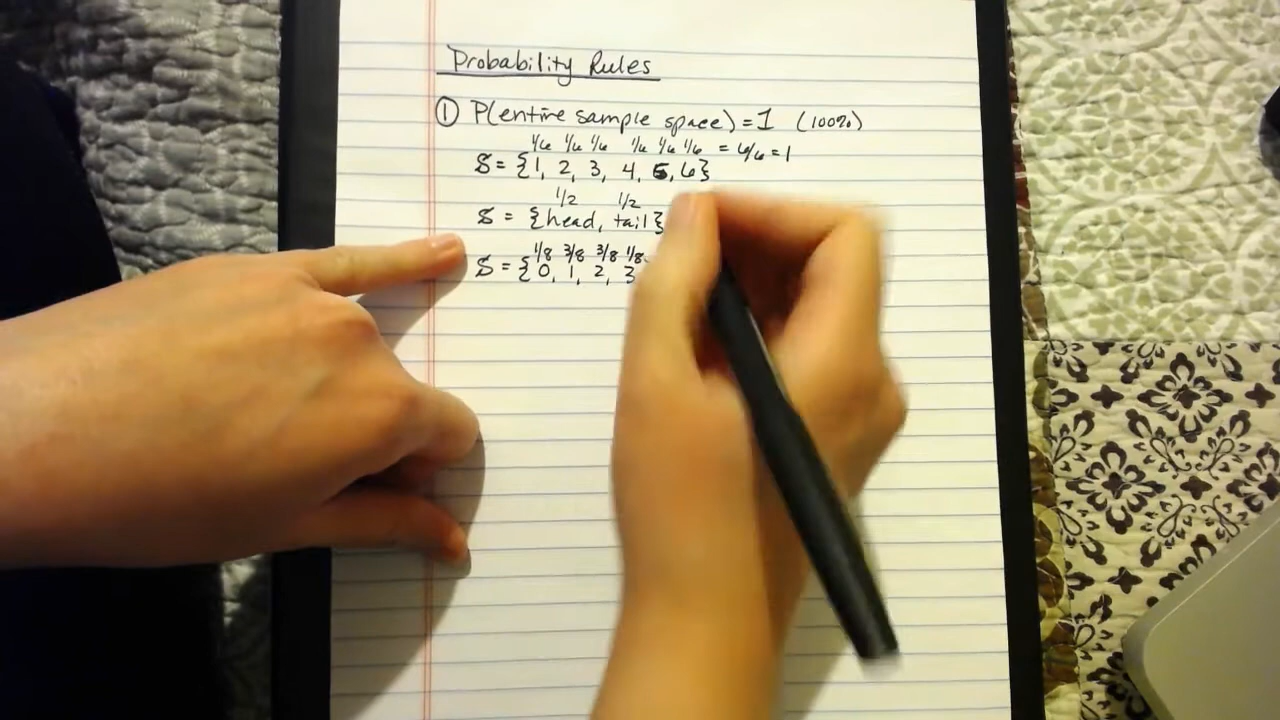 Probability Rules
① P(entire sample space) = 1 (100%)
1/6 1/6 1/6 1/6 1/6 1/6 = 6/6 = 1
S = {1, 2, 3, 4, 5, 6}
1/2 1/2
S = {head, tail}
1/8 3/8 3/8 1/8
S = {0, 1, 2, 3